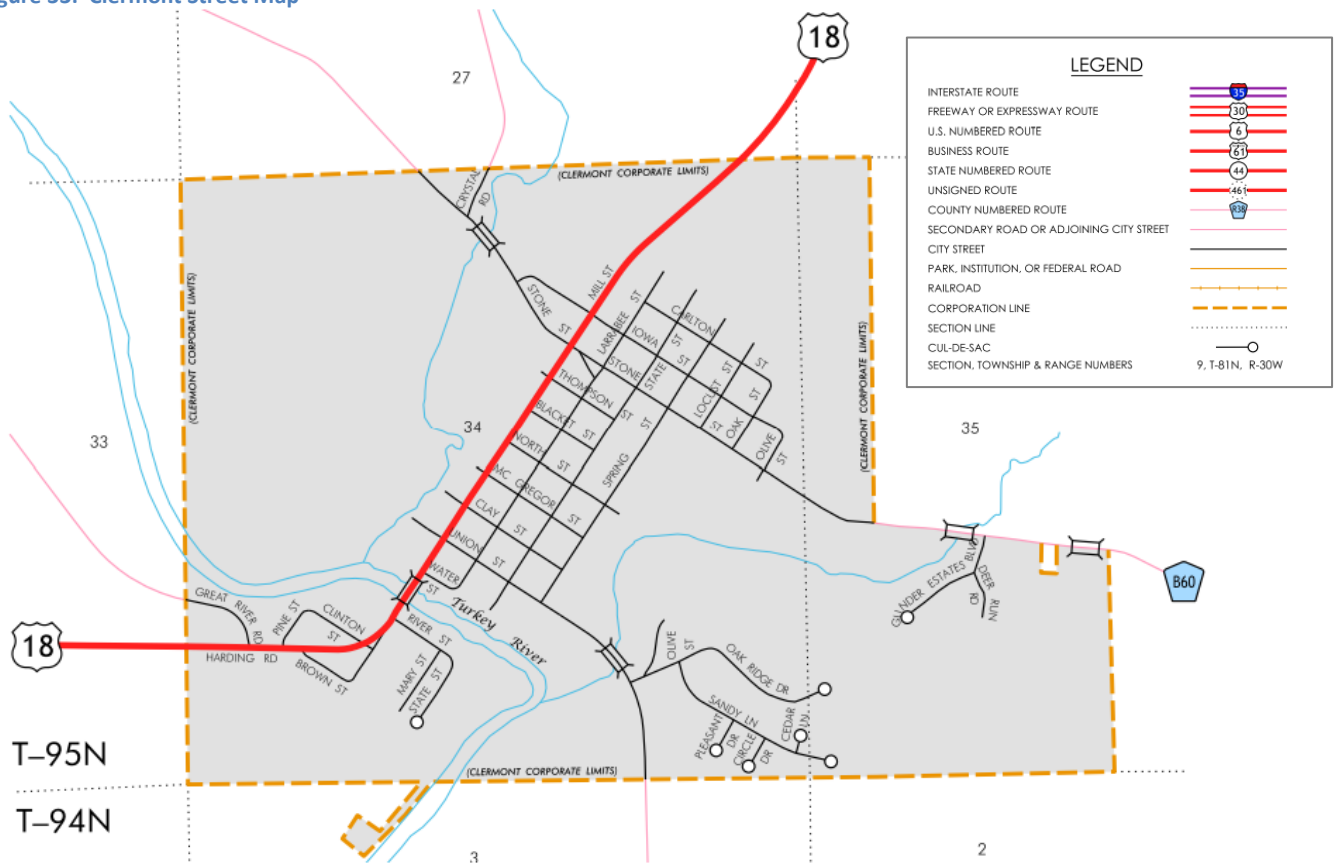 Clermont Street Map
18
27
LEGEND
INTERSTATE ROUTE
35
FREEWAY OR EXPRESSWAY ROUTE
30
U.S. NUMBERED ROUTE
6
BUSINESS ROUTE
61
STATE NUMBERED ROUTE
44
UNSIGNED ROUTE
461
COUNTY NUMBERED ROUTE
R38
SECONDARY ROAD OR ADJOINING CITY STREET
CITY STREET
PARK, INSTITUTION, OR FEDERAL ROAD
RAILROAD
CORPORATION LINE
SECTION LINE
CUL-DE-SAC
SECTION, TOWNSHIP & RANGE NUMBERS
9, T-81N, R-30W
(CLERMONT CORPORATE LIMITS)
CRYSTAL RD
(CLERMONT CORPORATE LIMITS)
MILL ST
STONE ST
LARRABEE ST
CARLTON ST
IOWA ST
STONE ST
STATE ST
LOCUST ST
OAK ST
OLIVE ST
THOMPSON ST
BLACKET ST
NORTH ST
SPRING ST
MC GREGOR ST
CLAY ST
UNION ST
WATER ST
(CLERMONT CORPORATE LIMITS)
33
34
35
GUNDER ESTATES BLVD
DEER RUN RD
B60
GREAT RIVER RD
PINE ST
CLINTON ST
RIVER ST
Turkey River
18
HARDING RD
BROWN ST
MARY ST
STATE ST
OLIVE ST
OAK RIDGE DR
SANDY LN
PLEASANT DR
CIRCLE DR
CEDAR LN
T-95N
(CLERMONT CORPORATE LIMITS)
T-94N
3
2